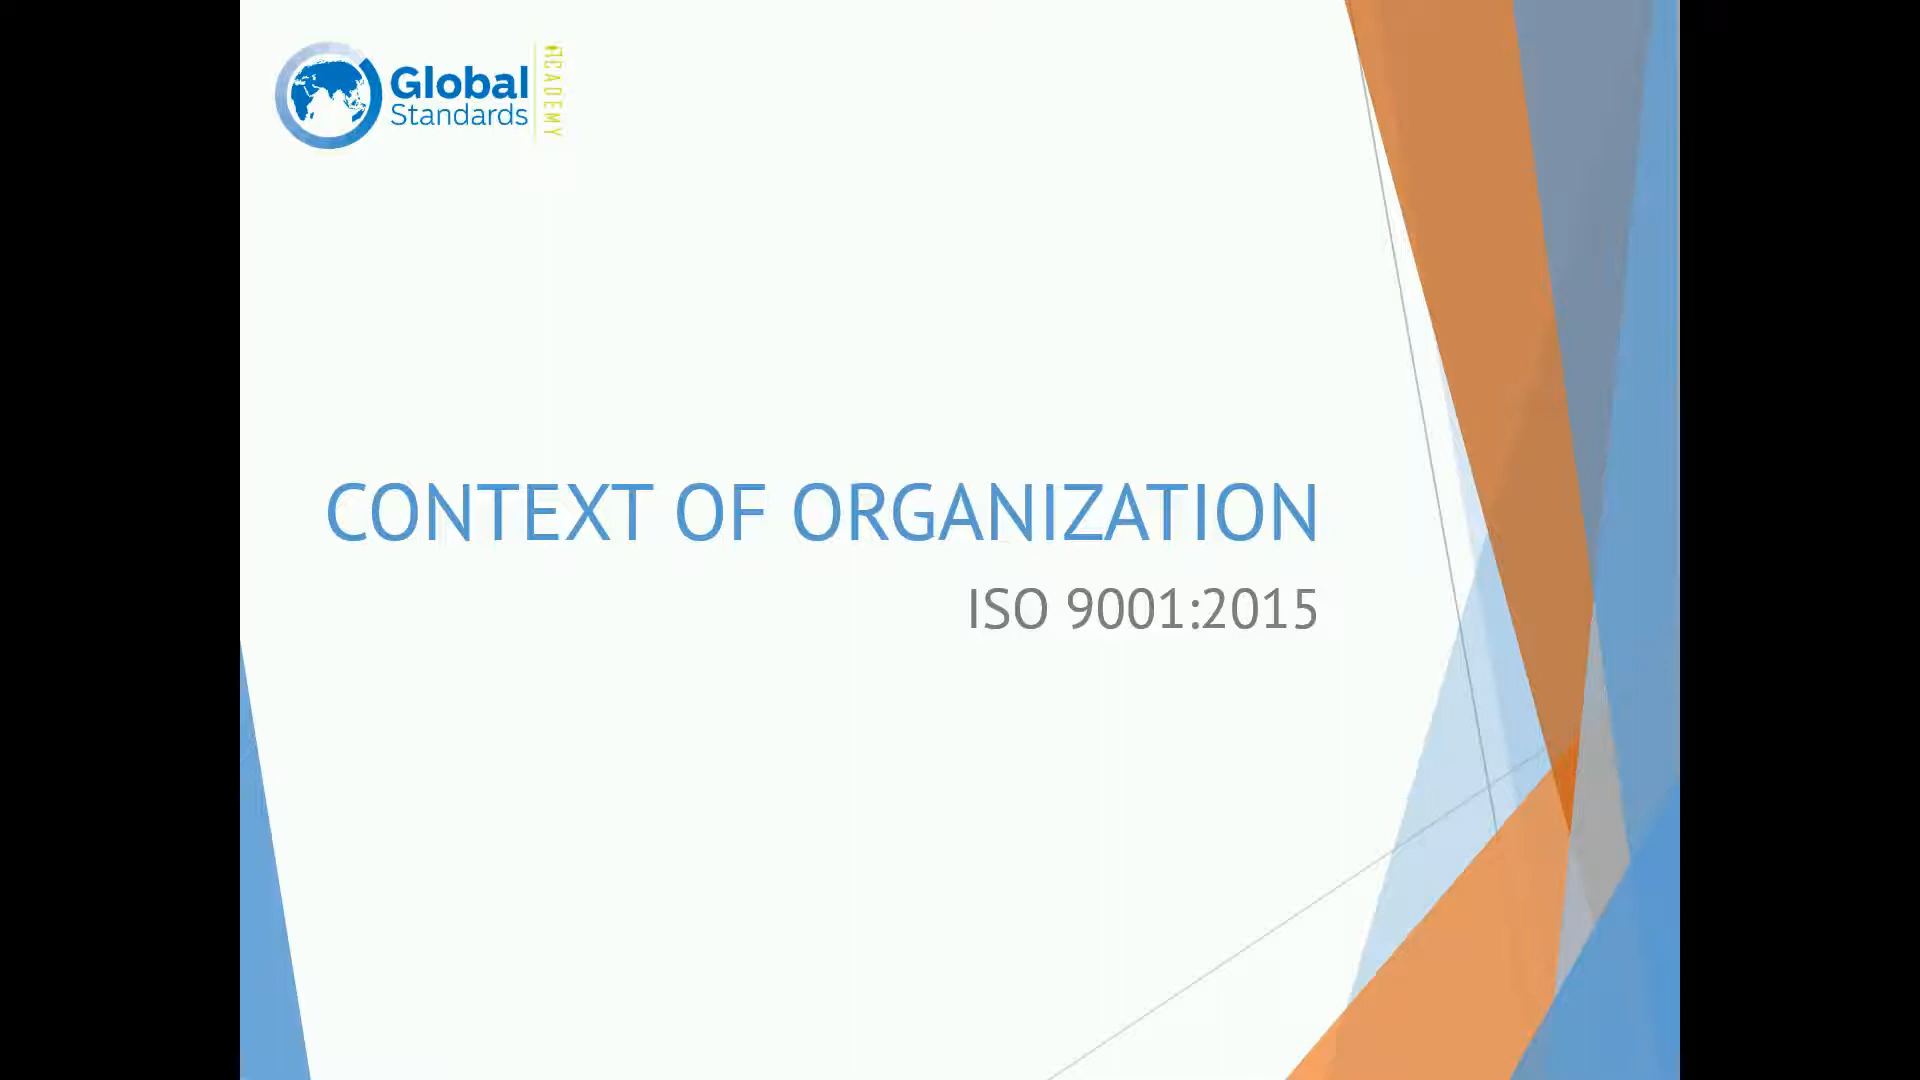 Global
Standards
ACADEMY
CONTEXT OF ORGANIZATION
ISO 9001:2015